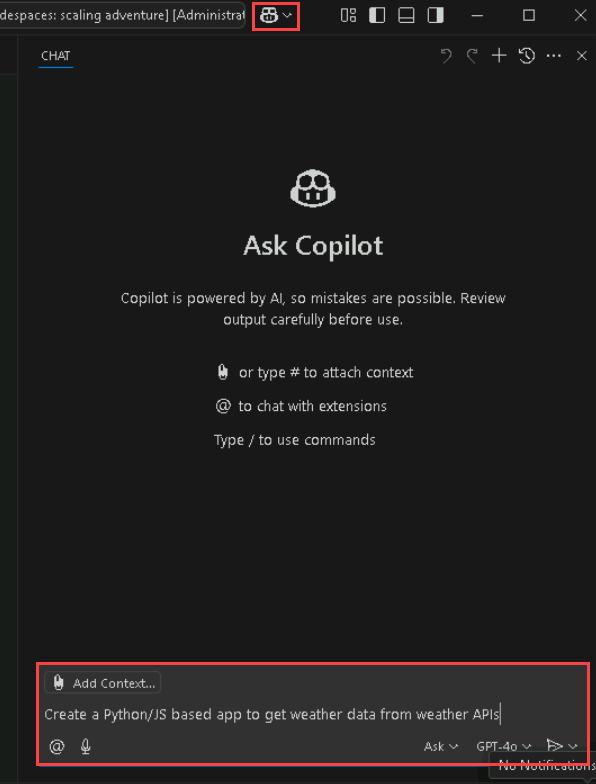 despaces: scaling adventure] [Administrat
CHAT
Ask Copilot
Copilot is powered by AI, so mistakes are possible. Review
output carefully before use.
or type # to attach context
@ to chat with extensions
Type / to use commands
Add Context...
Create a Python/JS based app to get weather data from weather APIs
@ Ask GPT-4o
No Notifications